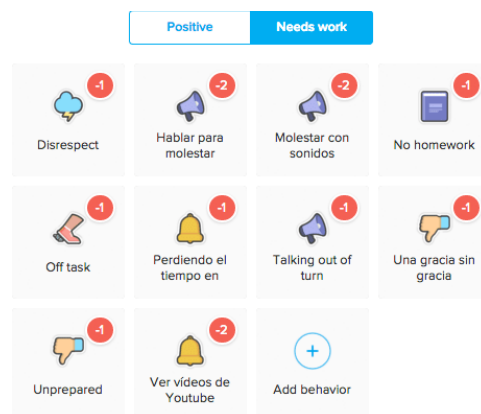 Positive
Needs work
-1
-2
-2
-1
Disrespect
Hablar para
molestar
Molestar con
sonidos
No homework
-1
-1
-1
-1
Off task
Perdiendo el
tiempo en
Talking out of
turn
Una gracia sin
gracia
-1
-2
Unprepared
Ver vídeos de
Youtube
Add behavior